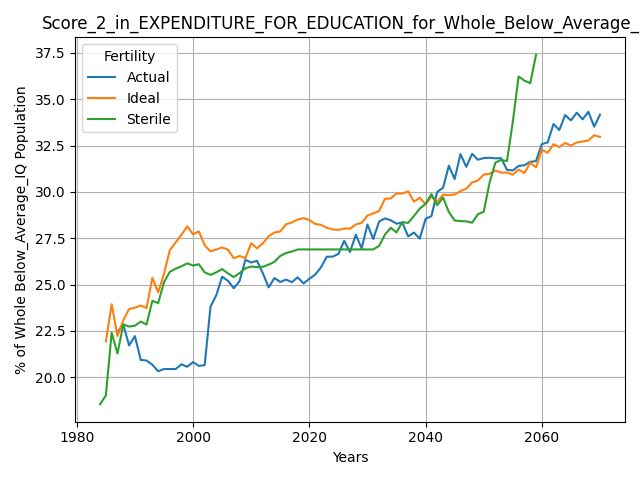 Score_2_in_EXPENDITURE_FOR_EDUCATION_for_Whole_Below_Average_
37.5
35.0
32.5
30.0
27.5
25.0
22.5
20.0
% of Whole Below_Average_IQ Population
Fertility
Actual
Ideal
Sterile
1980
2000
2020
2040
2060
Years